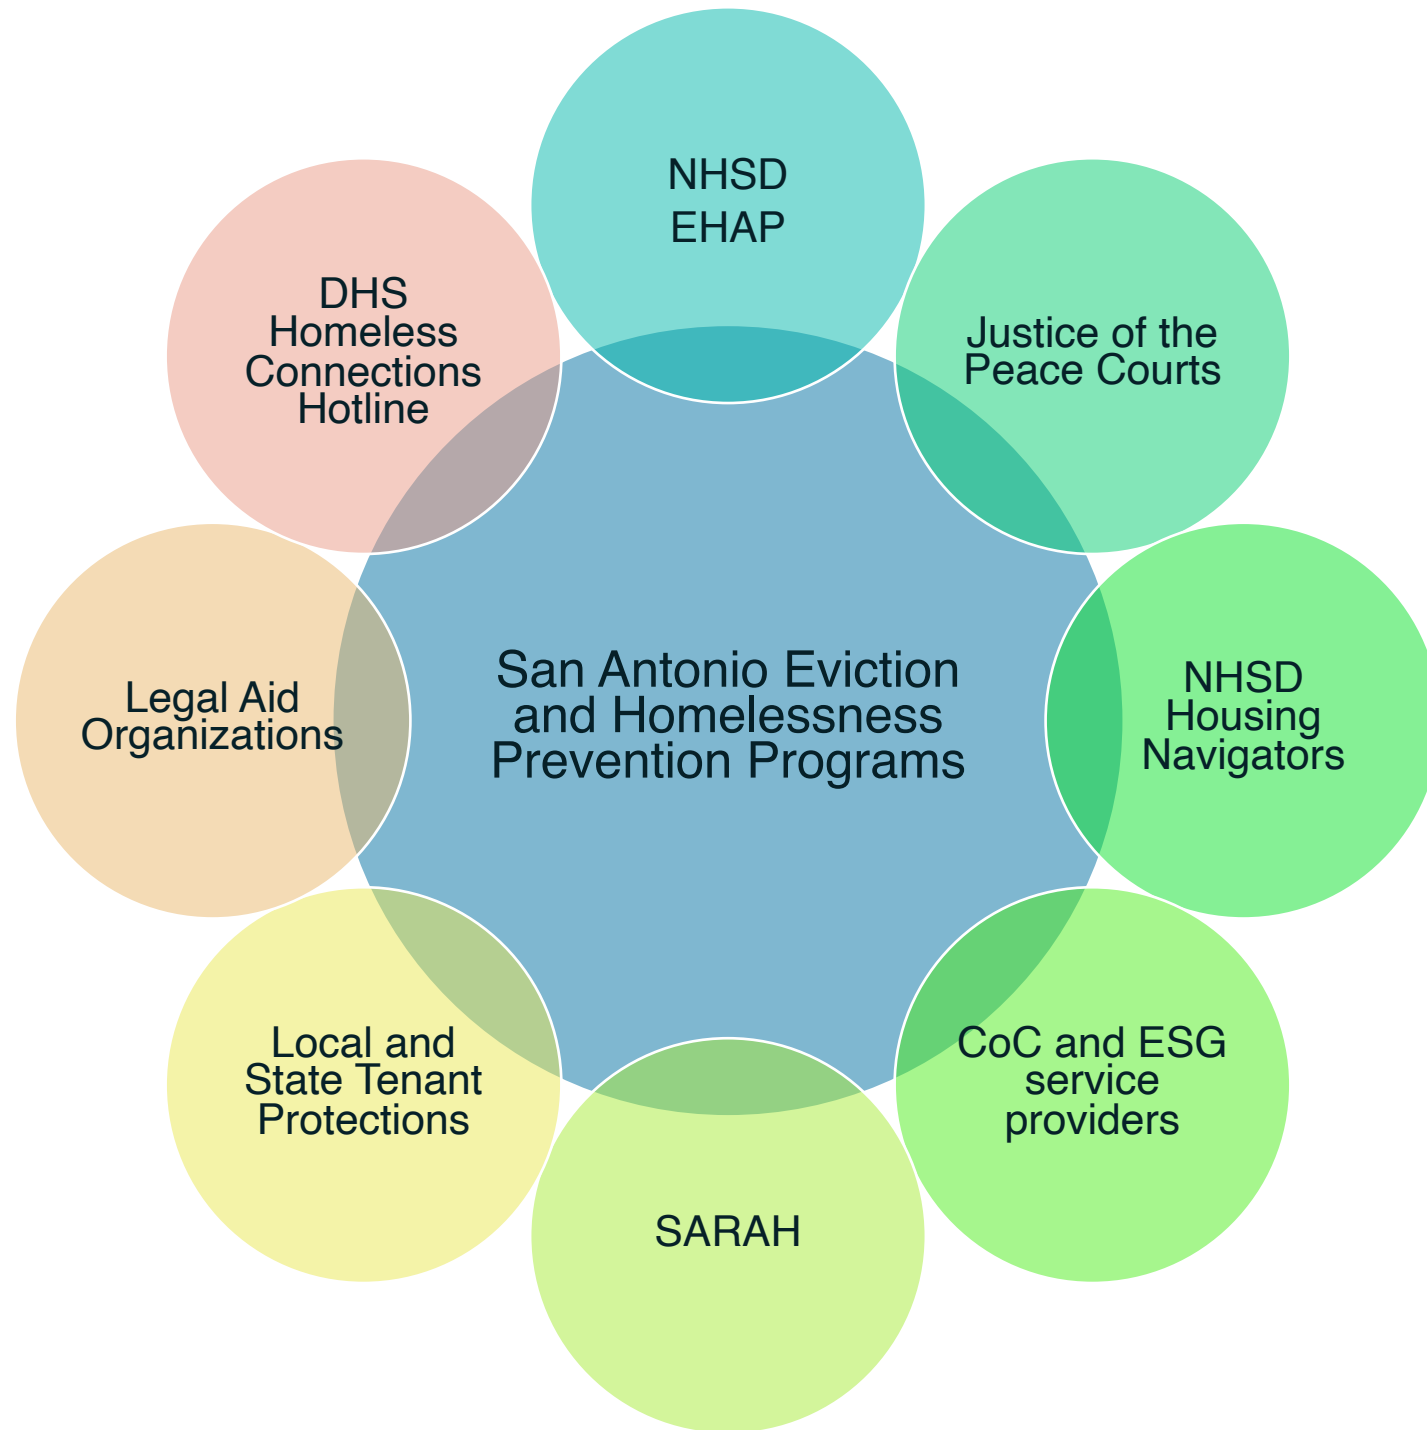 NHSD
EHAP
Justice of the
Peace Courts
NHSD
Housing
Navigators
CoC and ESG
service
providers
SARAH
Local and
State Tenant
Protections
Legal Aid
Organizations
DHS
Homeless
Connections
Hotline
San Antonio Eviction
and Homelessness
Prevention Programs